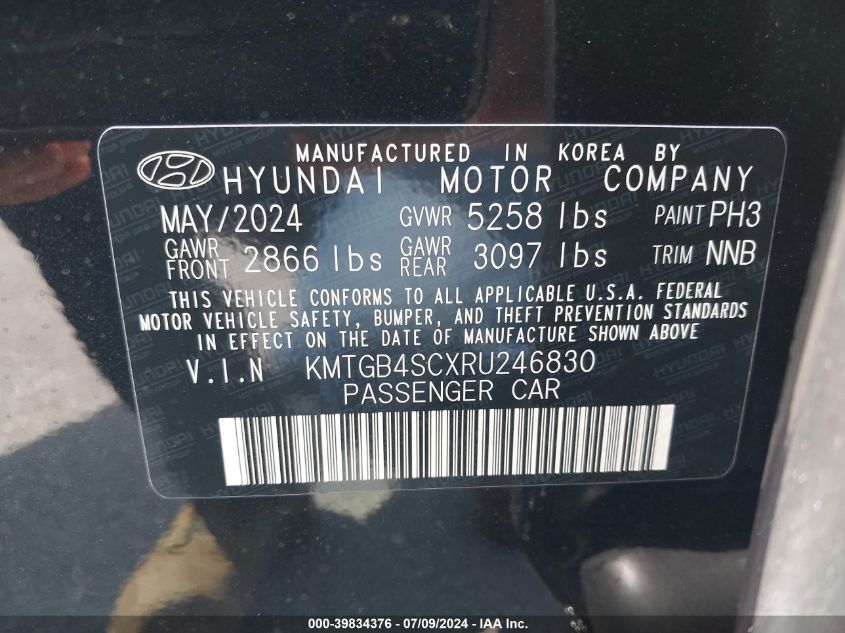 MANUFACTURED IN KOREA BY
HYUNDAI MOTOR COMPANY
MAY/2024 GVWR 5258 lbs PAINT PH3
GAWR FRONT 2866 lbs GAWR REAR 3097 lbs TRIM NNB
THIS VEHICLE CONFORMS TO ALL APPLICABLE U.S.A. FEDERAL
MOTOR VEHICLE SAFETY, BUMPER, AND THEFT PREVENTION STANDARDS
IN EFFECT ON THE DATE OF MANUFACTURE SHOWN ABOVE
V.I.N KMTGB4SCXRU246830
PASSENGER CAR
000-39834376 - 07/09/2024 - IAA Inc.